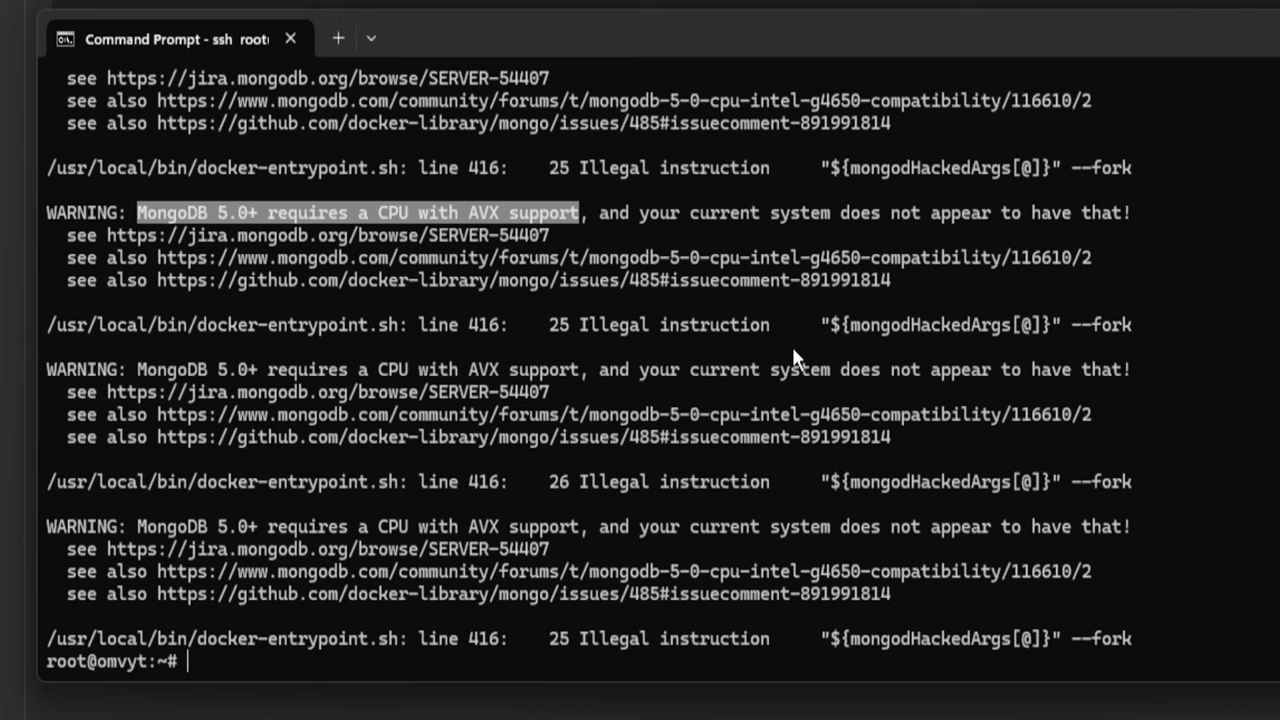 Command Prompt - ssh root
see https://jira.mongodb.org/browse/SERVER-54407
see also https://www.mongodb.com/community/forums/t/mongodb-5-0-cpu-intel-g4650-compatibility/116610/2
see also https://github.com/docker-library/mongo/issues/485#issuecomment-891991814
/usr/local/bin/docker-entrypoint.sh: line 416:    25 Illegal instruction     "${mongodHackedArgs[@]}" --fork
WARNING: MongoDB 5.0+ requires a CPU with AVX support, and your current system does not appear to have that!
see https://jira.mongodb.org/browse/SERVER-54407
see also https://www.mongodb.com/community/forums/t/mongodb-5-0-cpu-intel-g4650-compatibility/116610/2
see also https://github.com/docker-library/mongo/issues/485#issuecomment-891991814
/usr/local/bin/docker-entrypoint.sh: line 416:    25 Illegal instruction     "${mongodHackedArgs[@]}" --fork
WARNING: MongoDB 5.0+ requires a CPU with AVX support, and your current system does not appear to have that!
see https://jira.mongodb.org/browse/SERVER-54407
see also https://www.mongodb.com/community/forums/t/mongodb-5-0-cpu-intel-g4650-compatibility/116610/2
see also https://github.com/docker-library/mongo/issues/485#issuecomment-891991814
/usr/local/bin/docker-entrypoint.sh: line 416:    26 Illegal instruction     "${mongodHackedArgs[@]}" --fork
WARNING: MongoDB 5.0+ requires a CPU with AVX support, and your current system does not appear to have that!
see https://jira.mongodb.org/browse/SERVER-54407
see also https://www.mongodb.com/community/forums/t/mongodb-5-0-cpu-intel-g4650-compatibility/116610/2
see also https://github.com/docker-library/mongo/issues/485#issuecomment-891991814
/usr/local/bin/docker-entrypoint.sh: line 416:    25 Illegal instruction     "${mongodHackedArgs[@]}" --fork
root@omvyt:~#